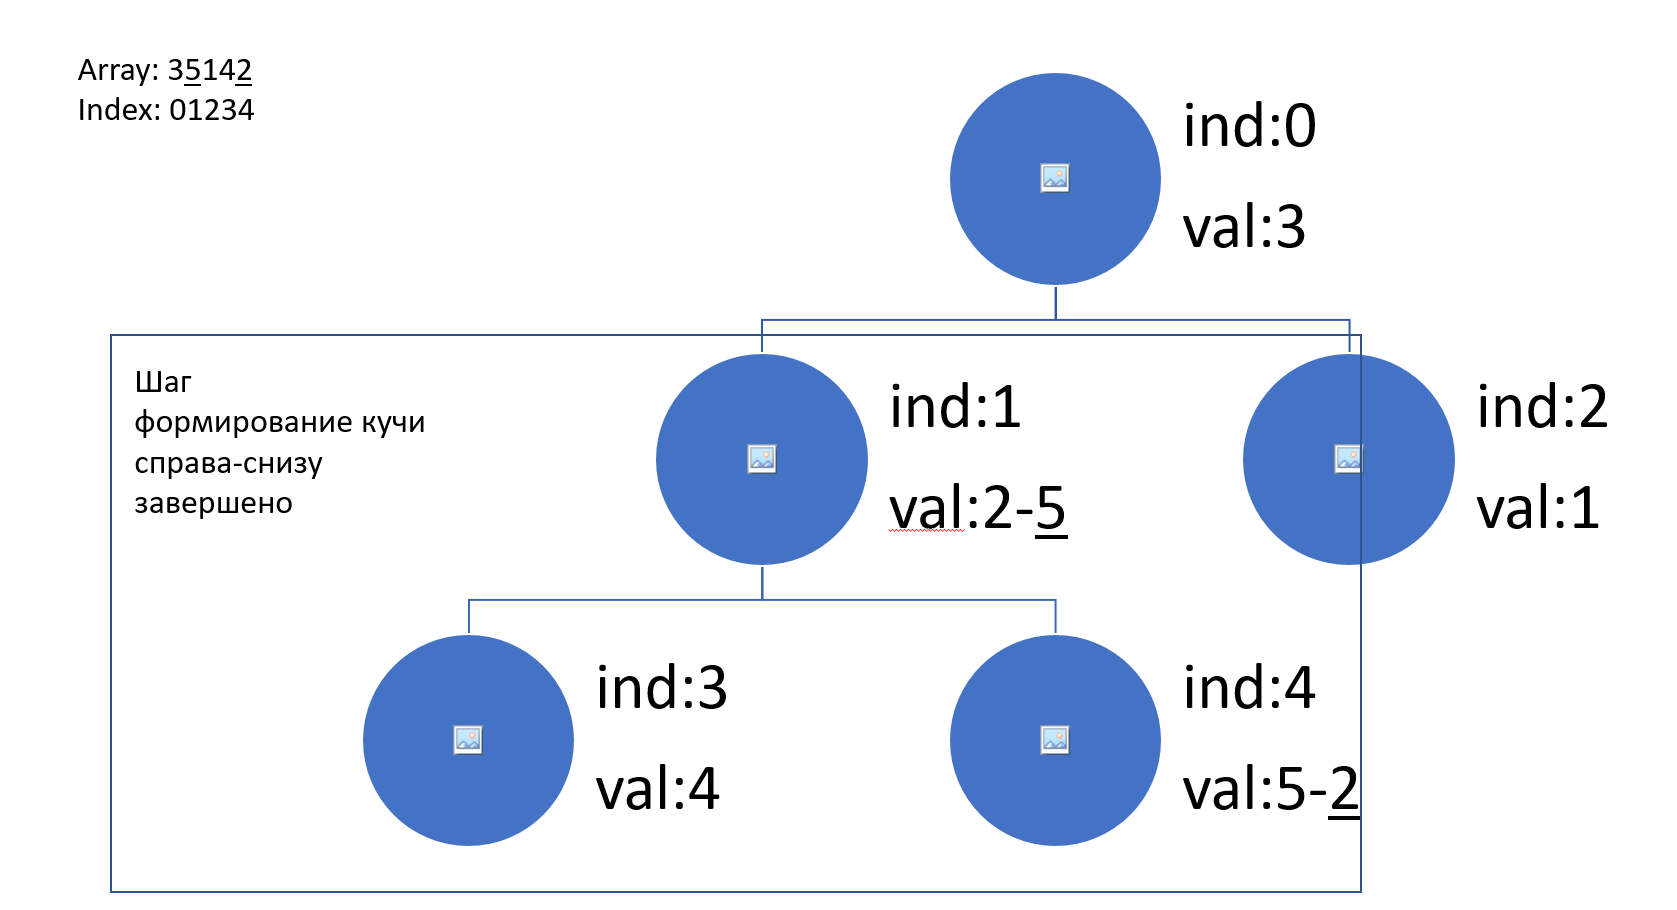 Array: 35142
Index: 01234
ind:0
val:3
Шаг
формирование кучи
справа-снизу
завершено
ind:1
val:2-5
ind:2
val:1
ind:3
val:4
ind:4
val:5-2